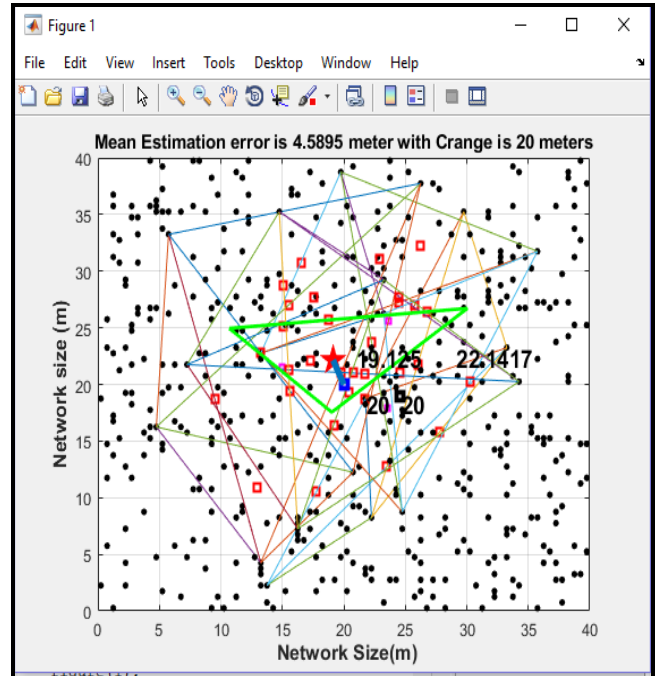 Figure 1
File Edit View Insert Tools Desktop Window Help
Mean Estimation error is 4.5895 meter with Crange is 20 meters
40
35
30
25
20
15
10
5
0
Network size (m)
19.125 22.1417
20 20
0 5 10 15 20 25 30 35 40
Network Size(m)